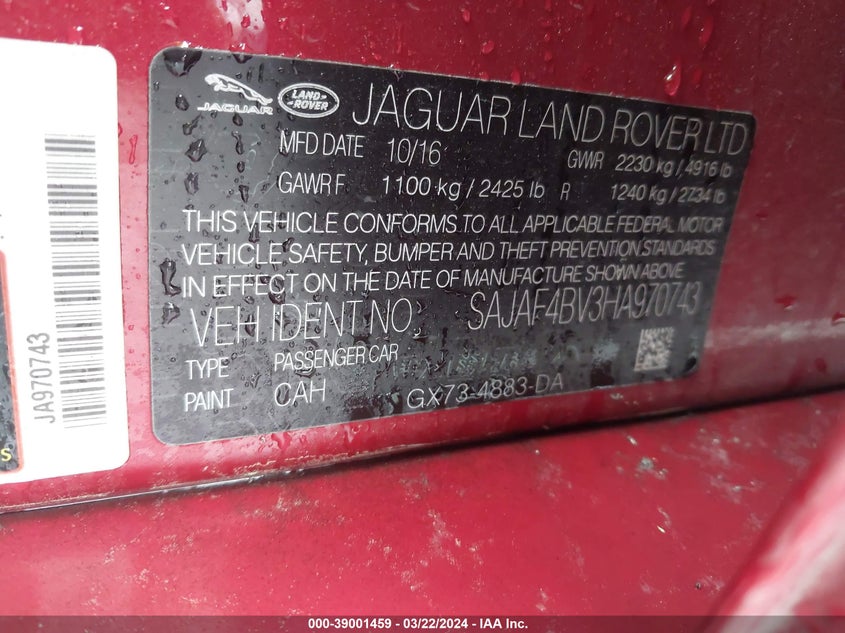 JAGUAR
LAND
ROVER
JAGUAR LAND ROVER LTD
MFD DATE 10/16 GWWR 2230 kg / 4916 lb
GAWR F 1100 kg / 2425 lb R 1240 kg / 2734 lb
THIS VEHICLE CONFORMS TO ALL APPLICABLE FEDERAL MOTOR
VEHICLE SAFETY, BUMPER AND THEFT PREVENTION STANDARDS
IN EFFECT ON THE DATE OF MANUFACTURE SHOWN ABOVE
VEH IDENT NO. SAJAF4BV3HA970743
TYPE PASSENGER CAR
PAINT CAH GX73-4883-DA
JA970743
S
000-39001459 - 03/22/2024 - IAA Inc.